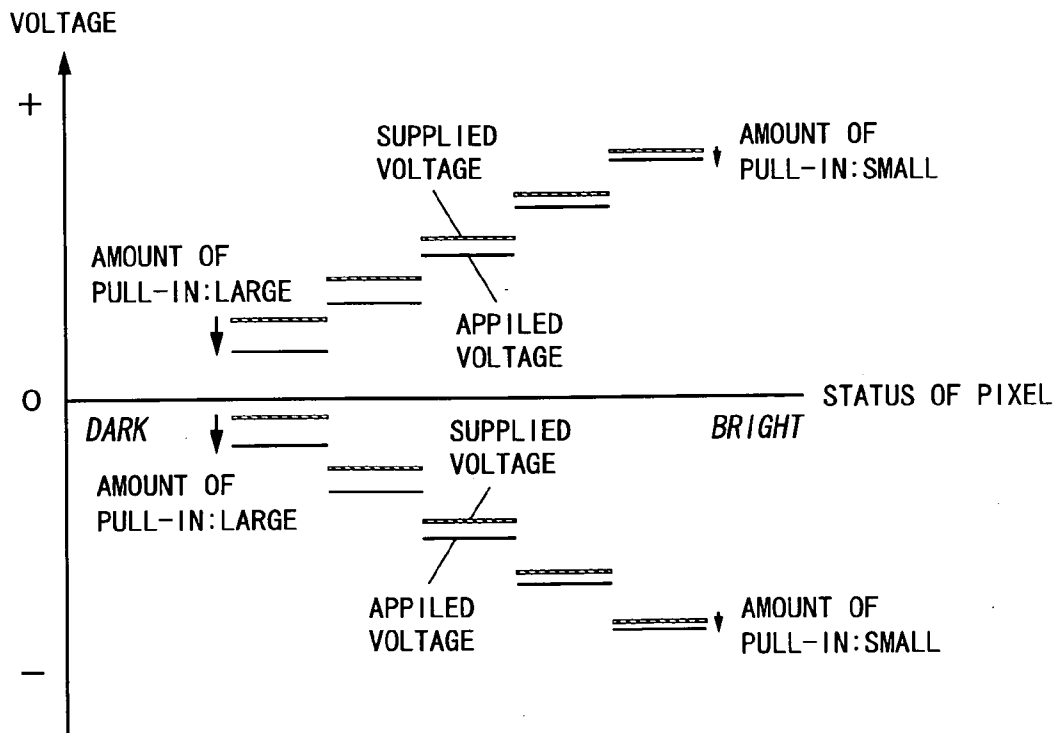 VOLTAGE
+
SUPPLIED
VOLTAGE
AMOUNT OF
PULL-IN:SMALL
AMOUNT OF
PULL-IN:LARGE
APPILED
VOLTAGE
0
STATUS OF PIXEL
DARK
BRIGHT
SUPPLIED
VOLTAGE
AMOUNT OF
PULL-IN:LARGE
APPILED
VOLTAGE
AMOUNT OF
PULL-IN:SMALL
−